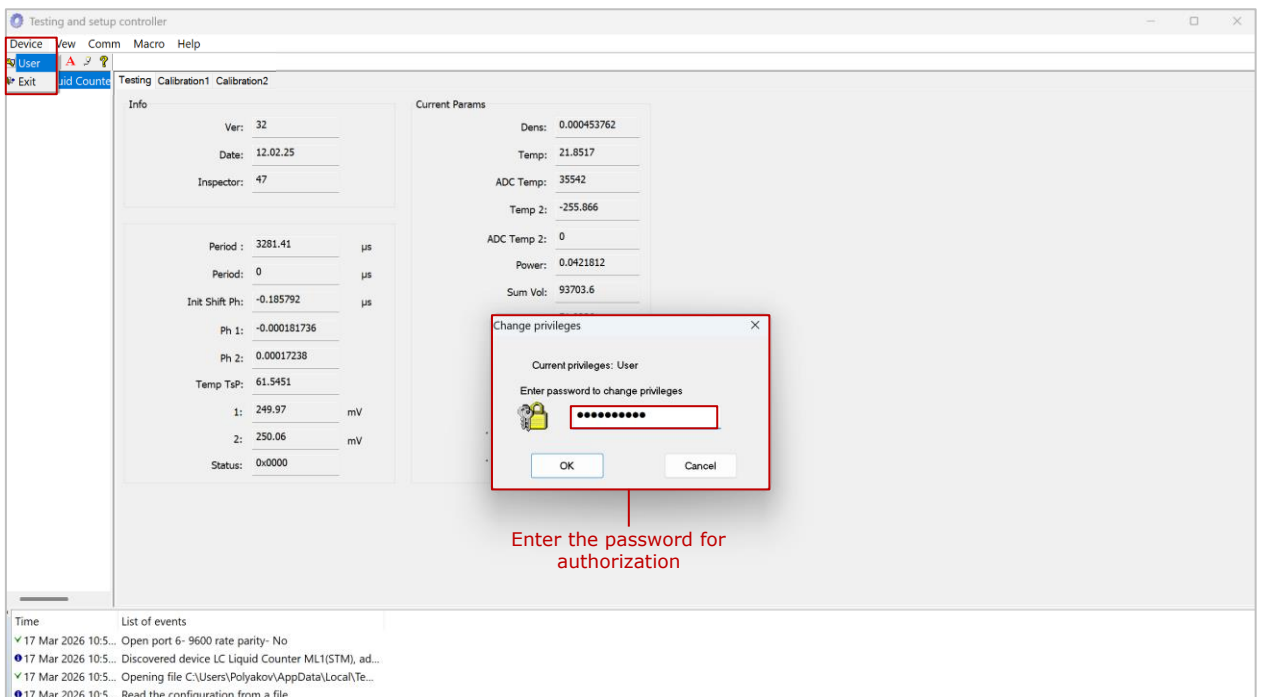 Testing and setup controller
Device View Comm Macro Help
User
Exit
uid Counte
Testing Calibration1 Calibration2
Info
Ver: 32
Date: 12.02.25
Inspector: 47
Period : 3281.41 µs
Period: 0 µs
Init Shift Ph: -0.185792 µs
Ph 1: -0.000181736
Ph 2: 0.00017238
Temp TsP: 61.5451
1: 249.97 mV
2: 250.06 mV
Status: 0x0000
Current Params
Dens: 0.000453762
Temp: 21.8517
ADC Temp: 35542
Temp 2: -255.866
ADC Temp 2: 0
Power: 0.0421812
Sum Vol: 93703.6
Change privileges
Current privileges: User
Enter password to change privileges
••••••••••
OK Cancel
Enter the password for
authorization
Time List of events
17 Mar 2026 10:5... Open port 6- 9600 rate parity- No
17 Mar 2026 10:5... Discovered device LC Liquid Counter ML1(STM), ad...
17 Mar 2026 10:5... Opening file C:\Users\Polyakov\AppData\Local\Te...
17 Mar 2026 10:5... Read the configuration from a file